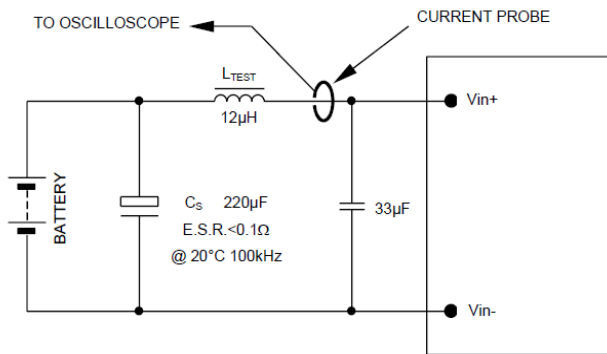 TO OSCILLOSCOPE
CURRENT PROBE
LTEST
12μH
Vin+
BATTERY
CS 220μF
E.S.R.<0.1Ω
@ 20°C 100kHz
33μF
Vin-